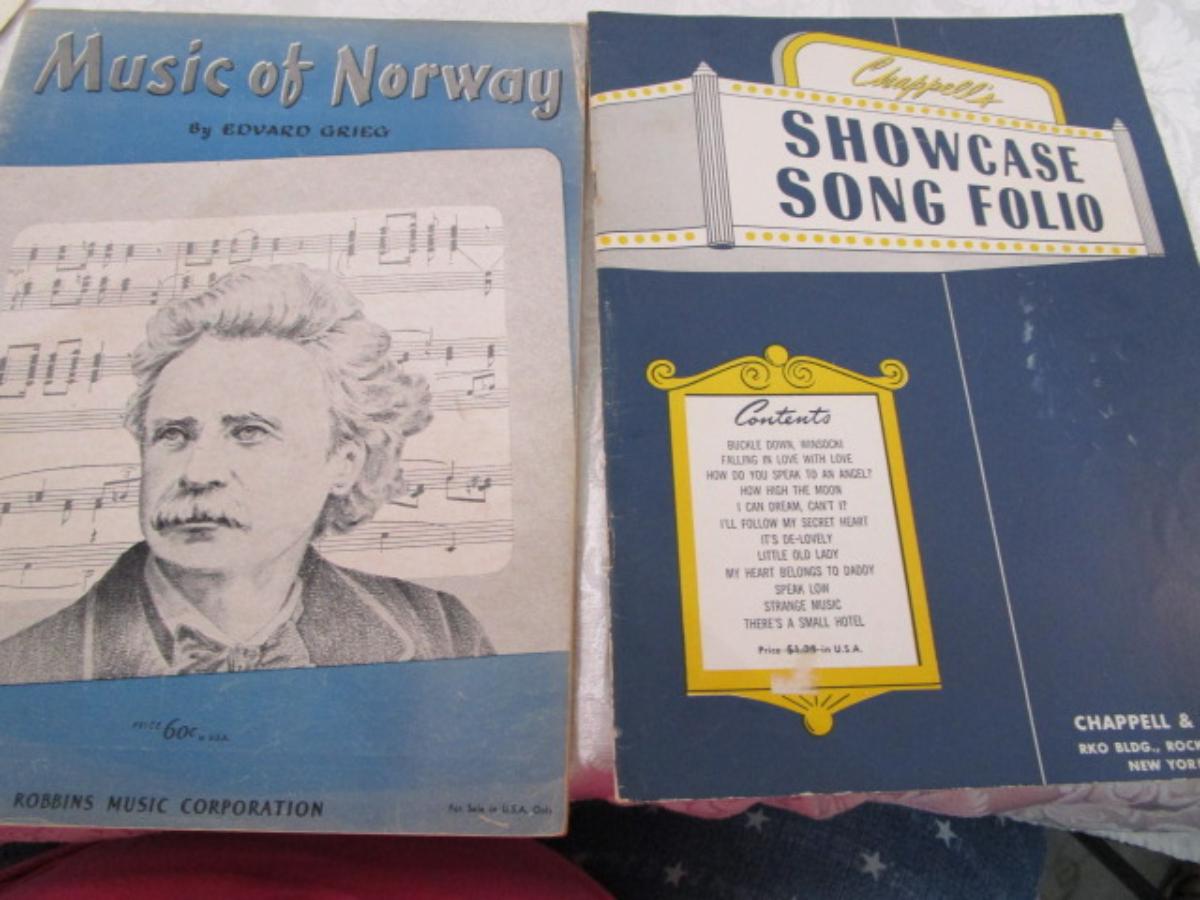 Music of Norway
By EDVARD GRIEG
PRICE 60c IN U.S.A.
ROBBINS MUSIC CORPORATION
For Sale in U.S.A. Only
Chappell's
SHOWCASE
SONG FOLIO
Contents
BUCKLE DOWN, WINSOCKI
FALLING IN LOVE WITH LOVE
HOW DO YOU SPEAK TO AN ANGEL?
HOW HIGH THE MOON
I CAN DREAM, CAN'T I?
I'LL FOLLOW MY SECRET HEART
IT'S DE-LOVELY
LITTLE OLD LADY
MY HEART BELONGS TO DADDY
SPEAK LOW
STRANGE MUSIC
THERE'S A SMALL HOTEL
Price $1.25 in U.S.A.
CHAPPELL &
RKO BLDG., ROCK
NEW YOR